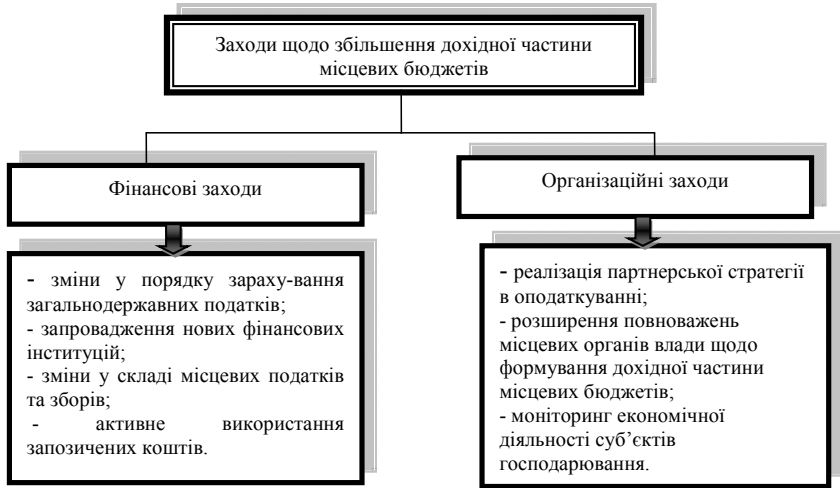 Заходи щодо збільшення дохідної частини
місцевих бюджетів
Фінансові заходи
Організаційні заходи
- зміни у порядку зараху-вання
загальнодержавних податків;
- запровадження нових фінансових
інституцій;
- зміни у складі місцевих податків
та зборів;
- активне використання
запозичених коштів.
- реалізація партнерської стратегії
в оподаткуванні;
- розширення повноважень
місцевих органів влади щодо
формування дохідної частини
місцевих бюджетів;
- моніторинг економічної
діяльності суб’єктів
господарювання.